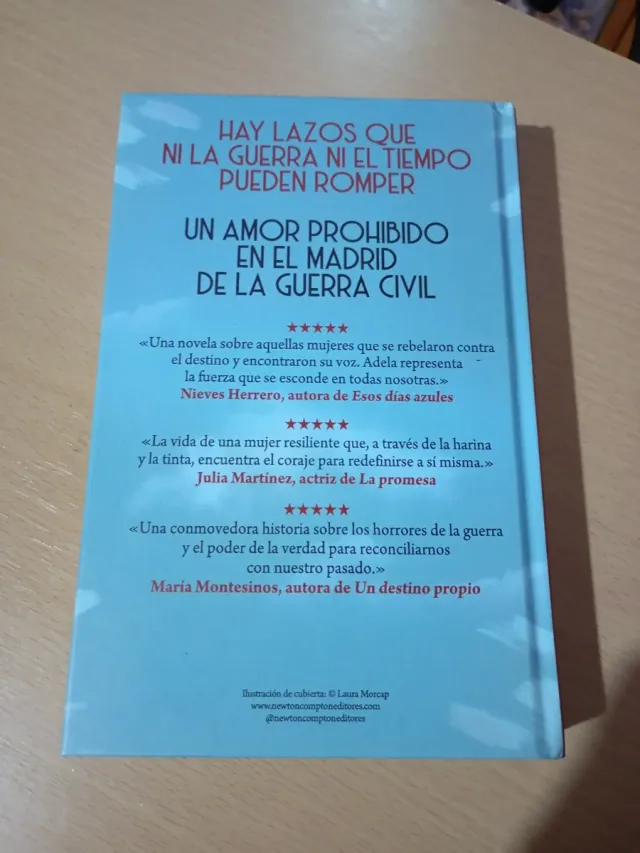 HAY LAZOS QUE
NI LA GUERRA NI EL TIEMPO
PUEDEN ROMPER
UN AMOR PROHIBIDO
EN EL MADRID
DE LA GUERRA CIVIL
★★★★★
«Una novela sobre aquellas mujeres que se rebelaron contra
el destino y encontraron su voz. Adela representa
la fuerza que se esconde en todas nosotras.»
Nieves Herrero, autora de Esos días azules
★★★★★
«La vida de una mujer resiliente que, a través de la harina
y la tinta, encuentra el coraje para redefinirse a sí misma.»
Julia Martínez, actriz de La promesa
★★★★★
«Una conmovedora historia sobre los horrores de la guerra
y el poder de la verdad para reconciliarnos
con nuestro pasado.»
María Montesinos, autora de Un destino propio
Ilustración de cubierta: © Laura Morcap
www.newtoncomptoneditores.com
@newtoncomptoneditores